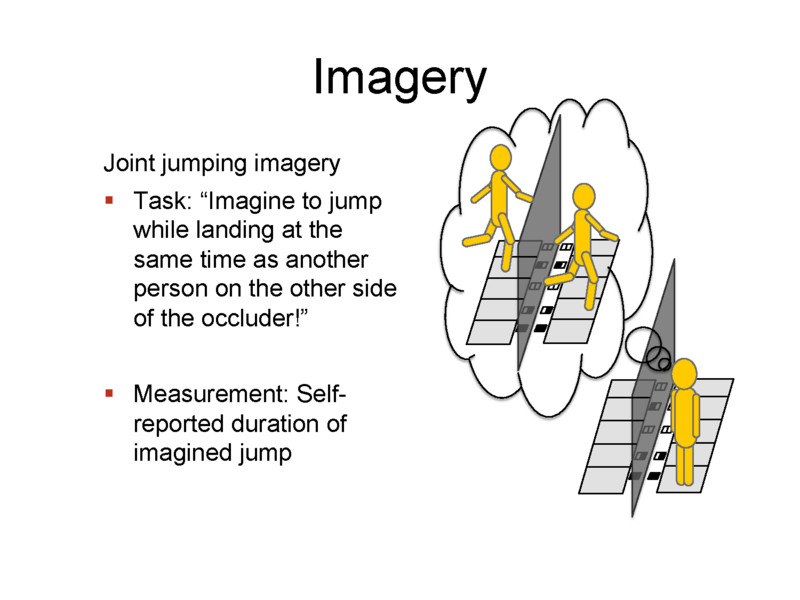 Imagery
Joint jumping imagery
▪ Task: “Imagine to jump
while landing at the
same time as another
person on the other side
of the occluder!”
▪ Measurement: Self-
reported duration of
imagined jump